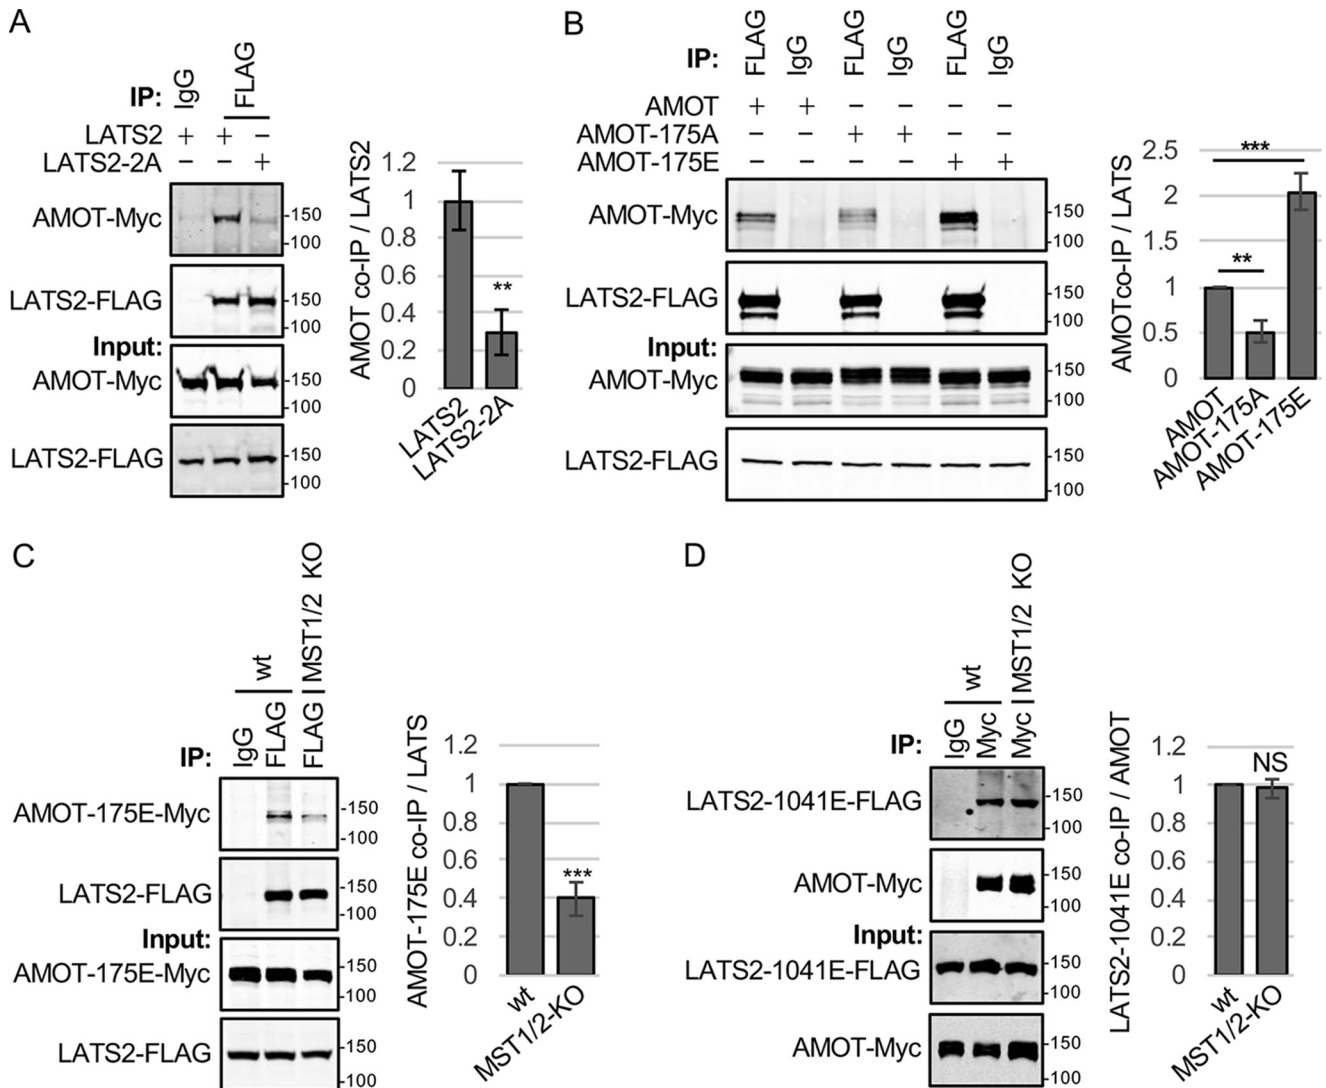 A
IP: IgG FLAG
LATS2 + + –
LATS2-2A – – +
AMOT-Myc
150
100
LATS2-FLAG
150
100
Input:
AMOT-Myc
150
100
LATS2-FLAG
150
100
AMOT co-IP / LATS2
1.2
1
0.8
0.6
0.4
0.2
0
**
LATS2
LATS2-2A
B
IP: FLAG IgG FLAG IgG FLAG IgG
AMOT + + – – – –
AMOT-175A – – + + – –
AMOT-175E – – – – + +
AMOT-Myc
150
100
LATS2-FLAG
150
100
Input:
AMOT-Myc
150
100
LATS2-FLAG
150
100
AMOTco-IP / LATS
2.5
2
1.5
1
0.5
0
***
**
AMOT
AMOT-175A
AMOT-175E
C
wt MST1/2 KO
IP: IgG FLAG FLAG
AMOT-175E-Myc
150
100
LATS2-FLAG
150
100
Input:
AMOT-175E-Myc
150
100
LATS2-FLAG
150
100
AMOT-175E co-IP / LATS
1.2
1
0.8
0.6
0.4
0.2
0
***
wt
MST1/2-KO
D
wt MST1/2 KO
IP: IgG Myc Myc
LATS2-1041E-FLAG
150
100
AMOT-Myc
150
100
Input:
LATS2-1041E-FLAG
150
100
AMOT-Myc
150
100
LATS2-1041E co-IP / AMOT
1.2
1
0.8
0.6
0.4
0.2
0
NS
wt
MST1/2-KO